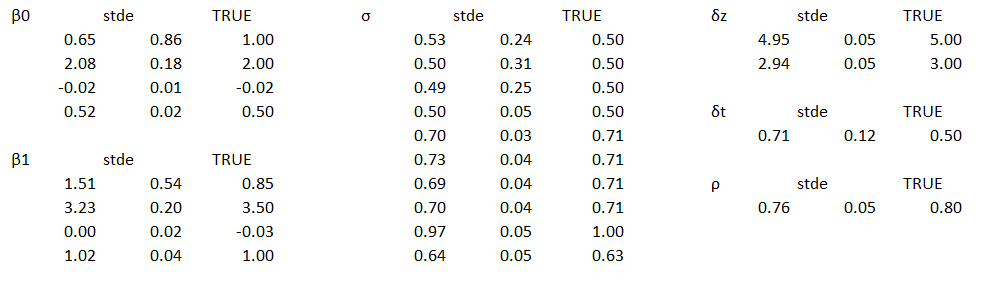 β0 stde TRUE σ stde TRUE δz stde TRUE
0.65 0.86 1.00 0.53 0.24 0.50 4.95 0.05 5.00
2.08 0.18 2.00 0.50 0.31 0.50 2.94 0.05 3.00
-0.02 0.01 -0.02 0.49 0.25 0.50
0.52 0.02 0.50 0.50 0.05 0.50 δt stde TRUE
0.70 0.03 0.71 0.71 0.12 0.50
β1 stde TRUE 0.73 0.04 0.71
1.51 0.54 0.85 0.69 0.04 0.71 ρ stde TRUE
3.23 0.20 3.50 0.70 0.04 0.71 0.76 0.05 0.80
0.00 0.02 -0.03 0.97 0.05 1.00
1.02 0.04 1.00 0.64 0.05 0.63